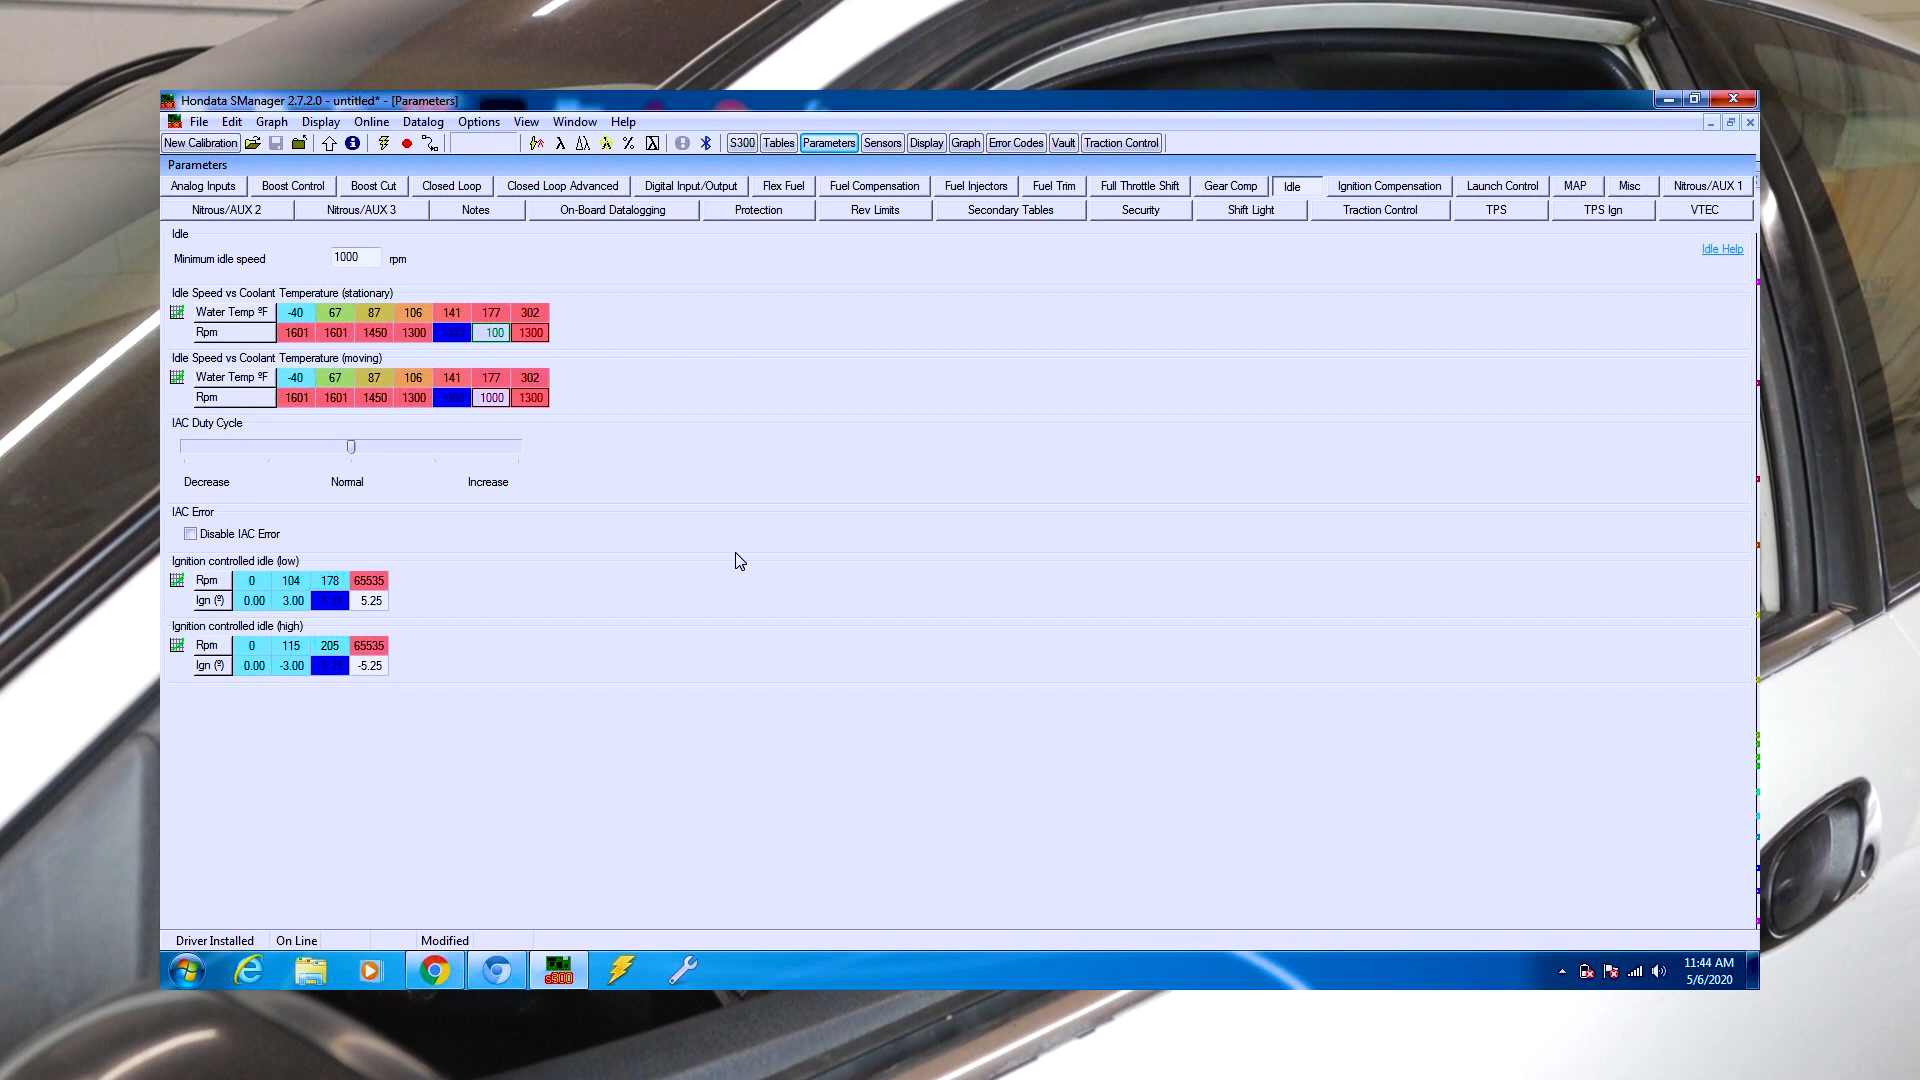 Hondata SManager 2.7.2.0 - untitled* - [Parameters]
File Edit Graph Display Online Datalog Options View Window Help
New Calibration S300 Tables Parameters Sensors Display Graph Error Codes Vault Traction Control
Parameters
Analog Inputs Boost Control Boost Cut Closed Loop Closed Loop Advanced Digital Input/Output Flex Fuel Fuel Compensation Fuel Injectors Fuel Trim Full Throttle Shift Gear Comp Idle Ignition Compensation Launch Control MAP Misc Nitrous/AUX 1
Nitrous/AUX 2 Nitrous/AUX 3 Notes On-Board Datalogging Protection Rev Limits Secondary Tables Security Shift Light Traction Control TPS TPS Ign VTEC
Idle
Idle Help
Minimum idle speed 1000 rpm
Idle Speed vs Coolant Temperature (stationary)
Water Temp ºF -40 67 87 106 141 177 302
Rpm 1601 1601 1450 1300 100 1300
Idle Speed vs Coolant Temperature (moving)
Water Temp ºF -40 67 87 106 141 177 302
Rpm 1601 1601 1450 1300 1000 1300
IAC Duty Cycle
Decrease Normal Increase
IAC Error
Disable IAC Error
Ignition controlled idle (low)
Rpm 0 104 178 65535
Ign (º) 0.00 3.00 5.25
Ignition controlled idle (high)
Rpm 0 115 205 65535
Ign (º) 0.00 -3.00 -5.25
Driver Installed On Line Modified
s300
11:44 AM
5/6/2020